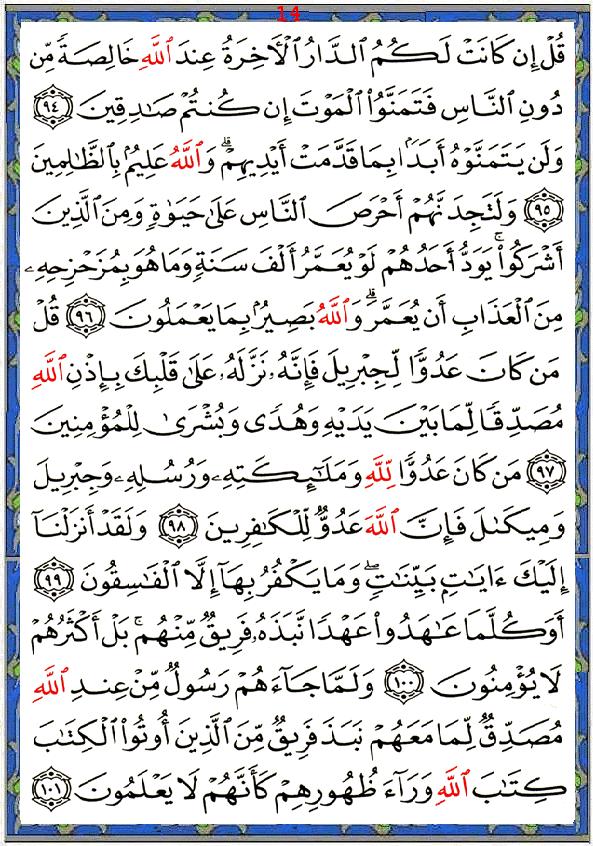 14
قُلۡ إِن كَانَتۡ لَكُمُ ٱلدَّارُ ٱلۡأٓخِرَةُ عِندَ ٱللَّهِ خَالِصَةٗ مِّن
دُونِ ٱلنَّاسِ فَتَمَنَّوُاْ ٱلۡمَوۡتَ إِن كُنتُمۡ صَٰدِقِينَ ٩٤
وَلَن يَتَمَنَّوۡهُ أَبَدَۢا بِمَا قَدَّمَتۡ أَيۡدِيهِمۡۚ وَٱللَّهُ عَلِيمُۢ بِٱلظَّٰلِمِينَ
٩٥ وَلَتَجِدَنَّهُمۡ أَحۡرَصَ ٱلنَّاسِ عَلَىٰ حَيَوٰةٖ وَمِنَ ٱلَّذِينَ
أَشۡرَكُواْۚ يَوَدُّ أَحَدُهُمۡ لَوۡ يُعَمَّرُ أَلۡفَ سَنَةٖ وَمَا هُوَ بِمُزَحۡزِحِهِۦ
مِنَ ٱلۡعَذَابِ أَن يُعَمَّرَۗ وَٱللَّهُ بَصِيرُۢ بِمَا يَعۡمَلُونَ ٩٦ قُلۡ
مَن كَانَ عَدُوّٗا لِّجِبۡرِيلَ فَإِنَّهُۥ نَزَّلَهُۥ عَلَىٰ قَلۡبِكَ بِإِذۡنِ ٱللَّهِ
مُصَدِّقٗا لِّمَا بَيۡنَ يَدَيۡهِ وَهُدٗى وَبُشۡرَىٰ لِلۡمُؤۡمِنِينَ
٩٧ مَن كَانَ عَدُوّٗا لِّلَّهِ وَمَلَٰٓئِكَتِهِۦ وَرُسُلِهِۦ وَجِبۡرِيلَ
وَمِيكَىٰلَ فَإِنَّ ٱللَّهَ عَدُوّٞ لِّلۡكَٰفِرِينَ ٩٨ وَلَقَدۡ أَنزَلۡنَآ
إِلَيۡكَ ءَايَٰتِۭ بَيِّنَٰتٖۖ وَمَا يَكۡفُرُ بِهَآ إِلَّا ٱلۡفَٰسِقُونَ ٩٩
أَوَكُلَّمَا عَٰهَدُواْ عَهۡدٗا نَّبَذَهُۥ فَرِيقٞ مِّنۡهُمۚ بَلۡ أَكۡثَرُهُمۡ
لَا يُؤۡمِنُونَ ١٠٠ وَلَمَّا جَآءَهُمۡ رَسُولٞ مِّنۡ عِندِ ٱللَّهِ
مُصَدِّقٞ لِّمَا مَعَهُمۡ نَبَذَ فَرِيقٞ مِّنَ ٱلَّذِينَ أُوتُواْ ٱلۡكِتَٰبَ
كِتَٰبَ ٱللَّهِ وَرَآءَ ظُهُورِهِمۡ كَأَنَّهُمۡ لَا يَعۡلَمُونَ ١٠١